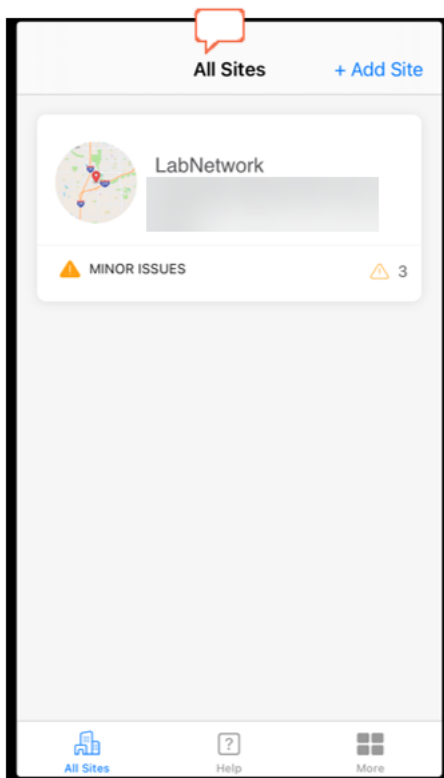 All Sites
+ Add Site
LabNetwork
MINOR ISSUES
3
All Sites
Help
More